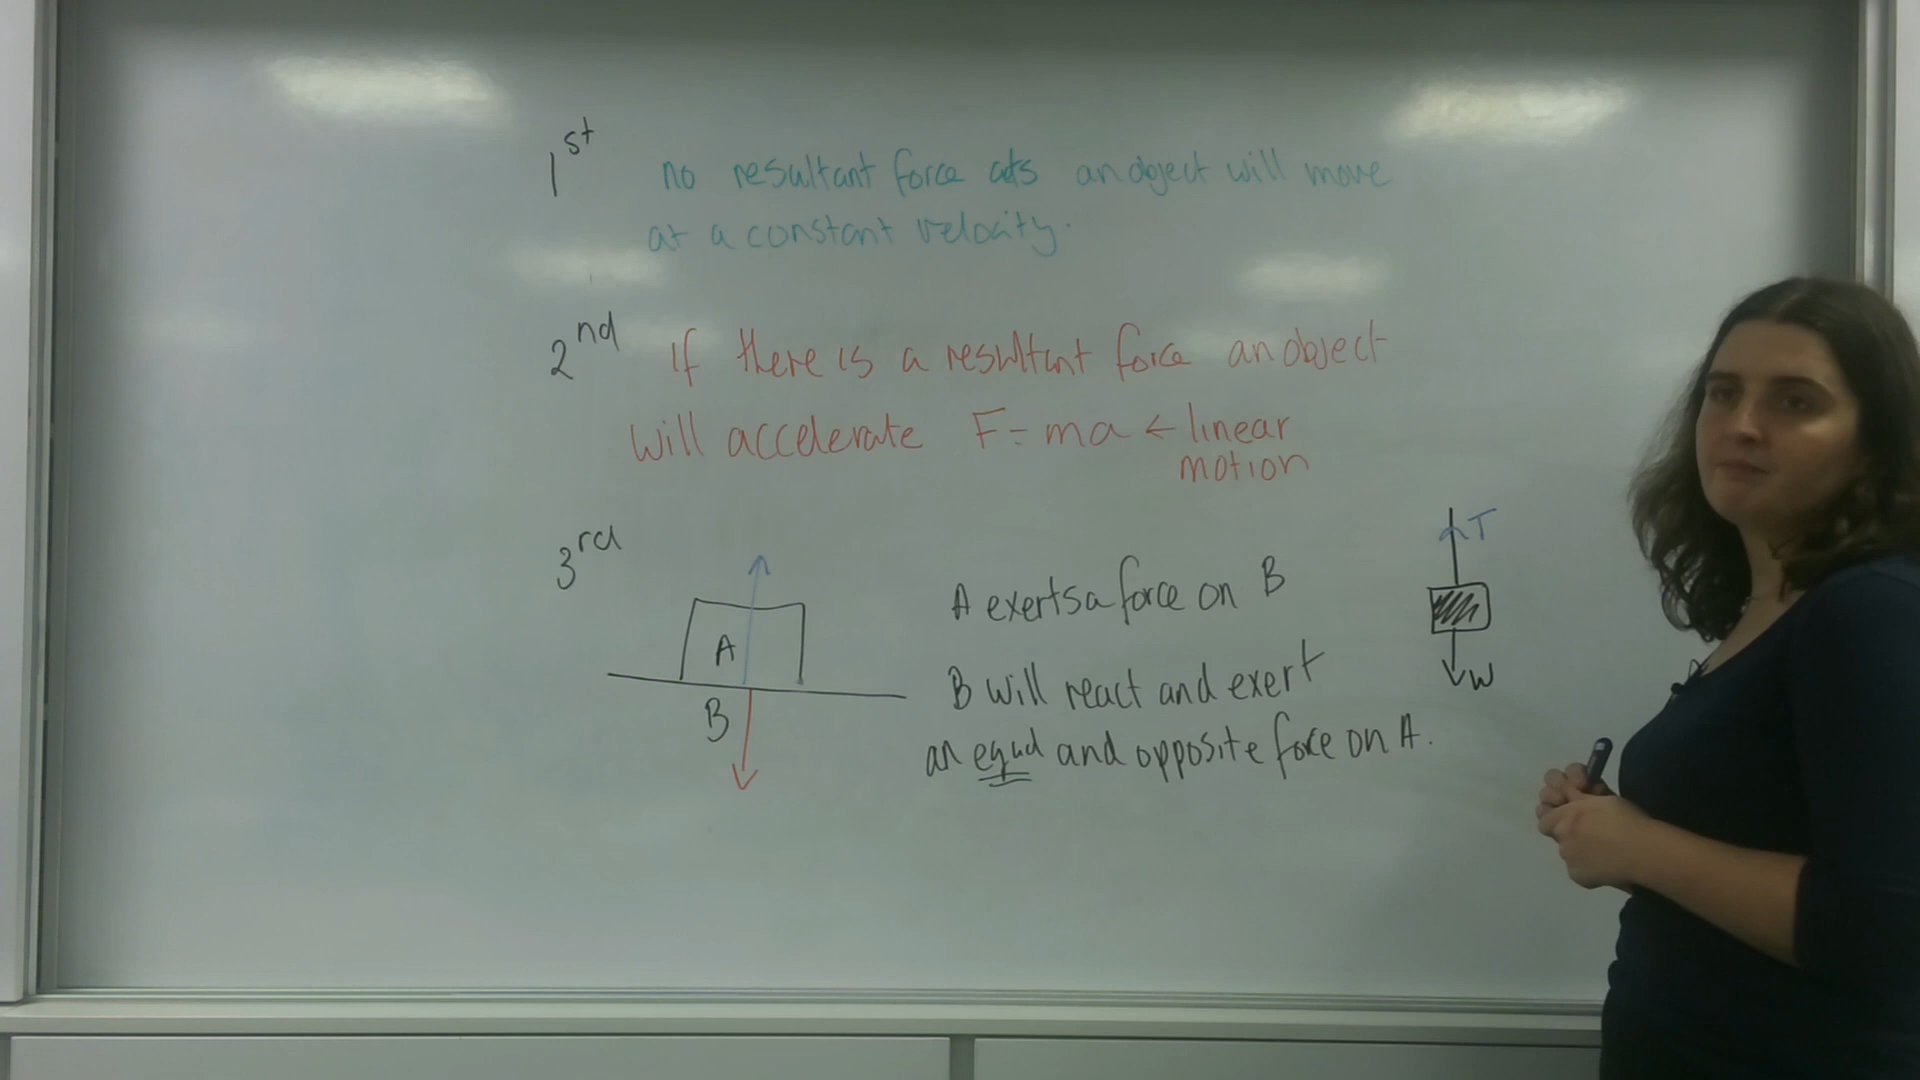 1st no resultant force acts an object will move
at a constant velocity.
2nd If there is a resultant force an object
will accelerate F = ma ← linear
motion
3rd
A
B
A exerts a force on B
B will react and exert
an equal and opposite force on A.
T
W